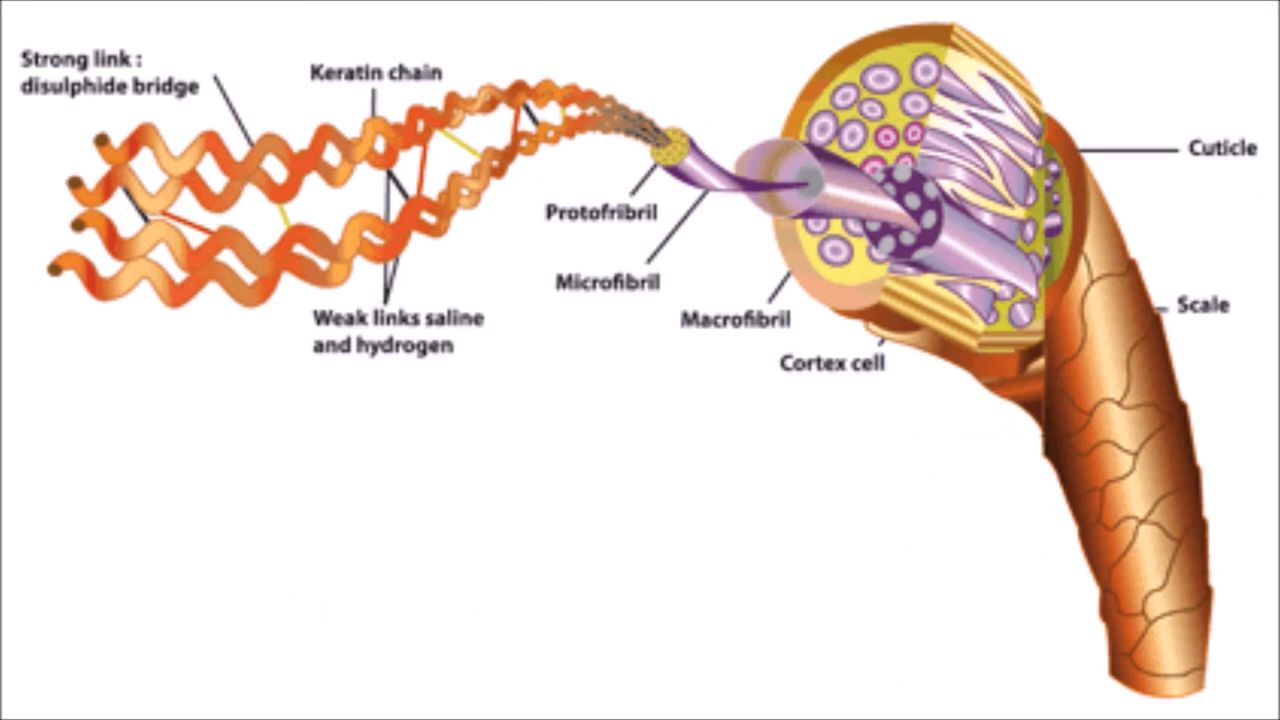 Strong link :
disulphide bridge
Keratin chain
Cuticle
Protofribril
Microfibril
Macrofibril
Scale
Weak links saline
and hydrogen
Cortex cell